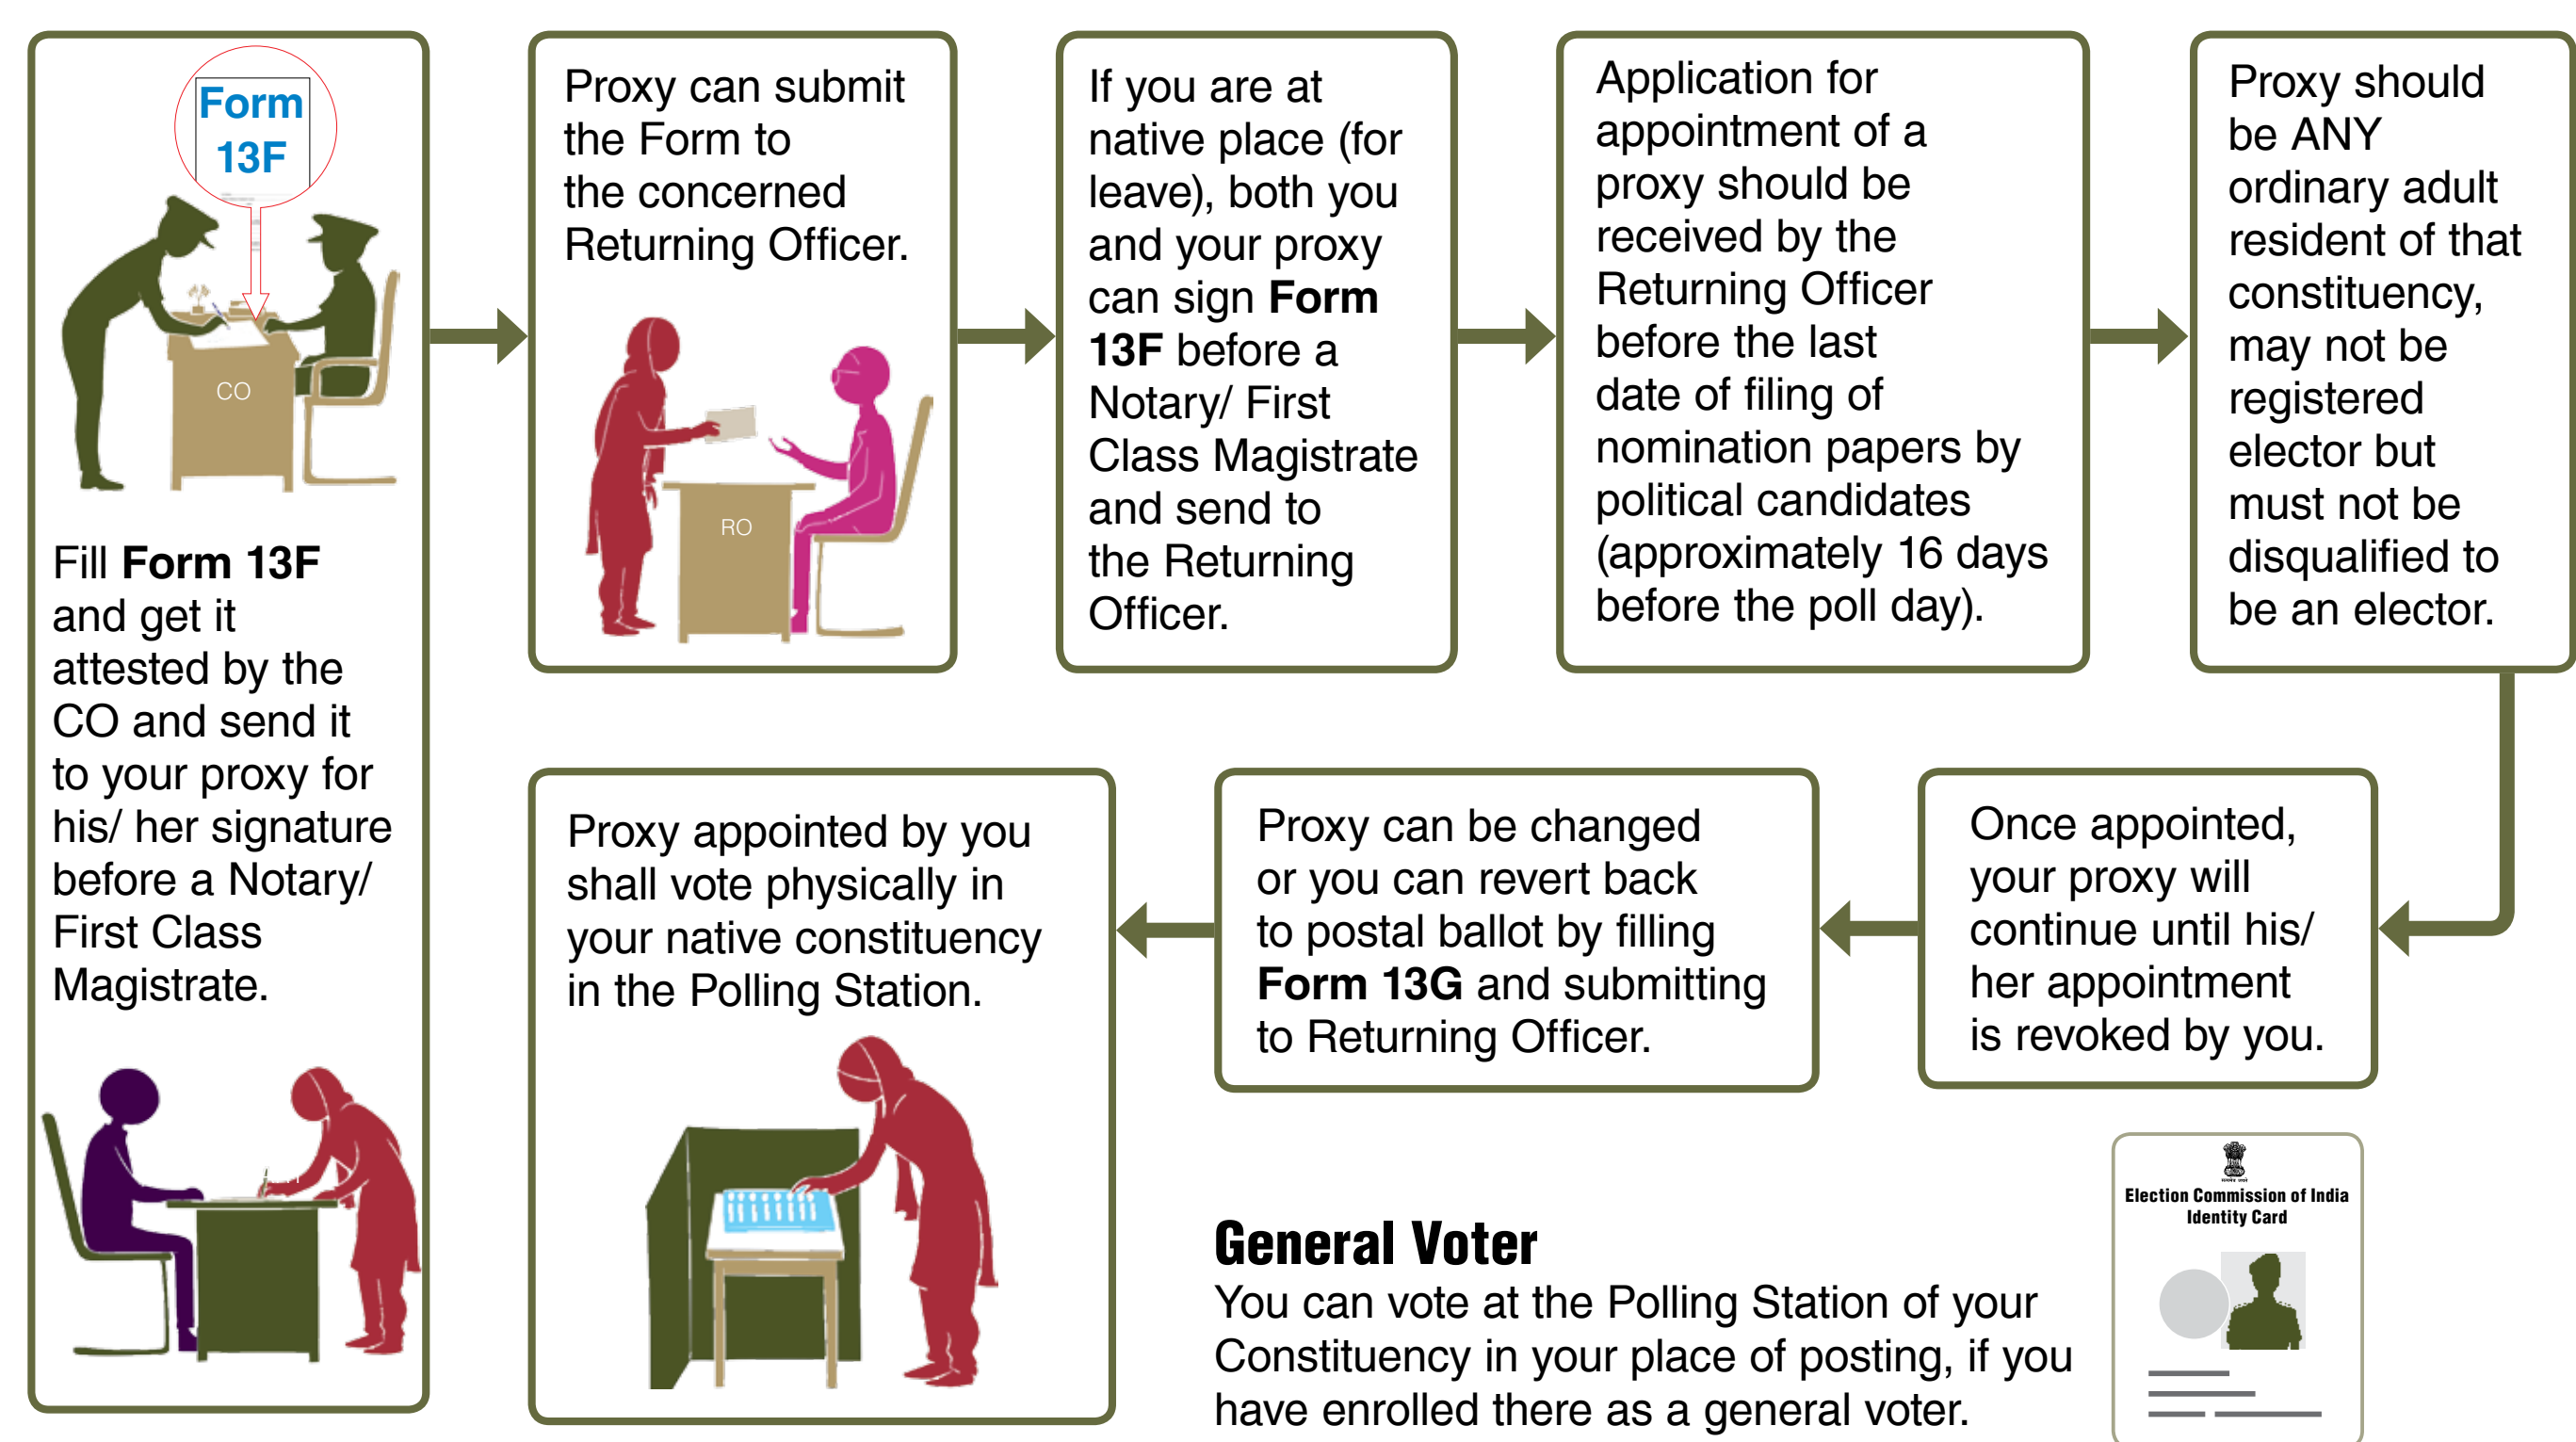 Form
13F
CO
Fill Form 13F
and get it
attested by the
CO and send it
to your proxy for
his/ her signature
before a Notary/
First Class
Magistrate.
Proxy can submit
the Form to
the concerned
Returning Officer.
RO
If you are at
native place (for
leave), both you
and your proxy
can sign Form
13F before a
Notary/ First
Class Magistrate
and send to
the Returning
Officer.
Application for
appointment of a
proxy should be
received by the
Returning Officer
before the last
date of filing of
nomination papers by
political candidates
(approximately 16 days
before the poll day).
Proxy should
be ANY
ordinary adult
resident of that
constituency,
may not be
registered
elector but
must not be
disqualified to
be an elector.
Once appointed,
your proxy will
continue until his/
her appointment
is revoked by you.
Proxy can be changed
or you can revert back
to postal ballot by filling
Form 13G and submitting
to Returning Officer.
Proxy appointed by you
shall vote physically in
your native constituency
in the Polling Station.
General Voter
You can vote at the Polling Station of your
Constituency in your place of posting, if you
have enrolled there as a general voter.
Election Commission of India
Identity Card